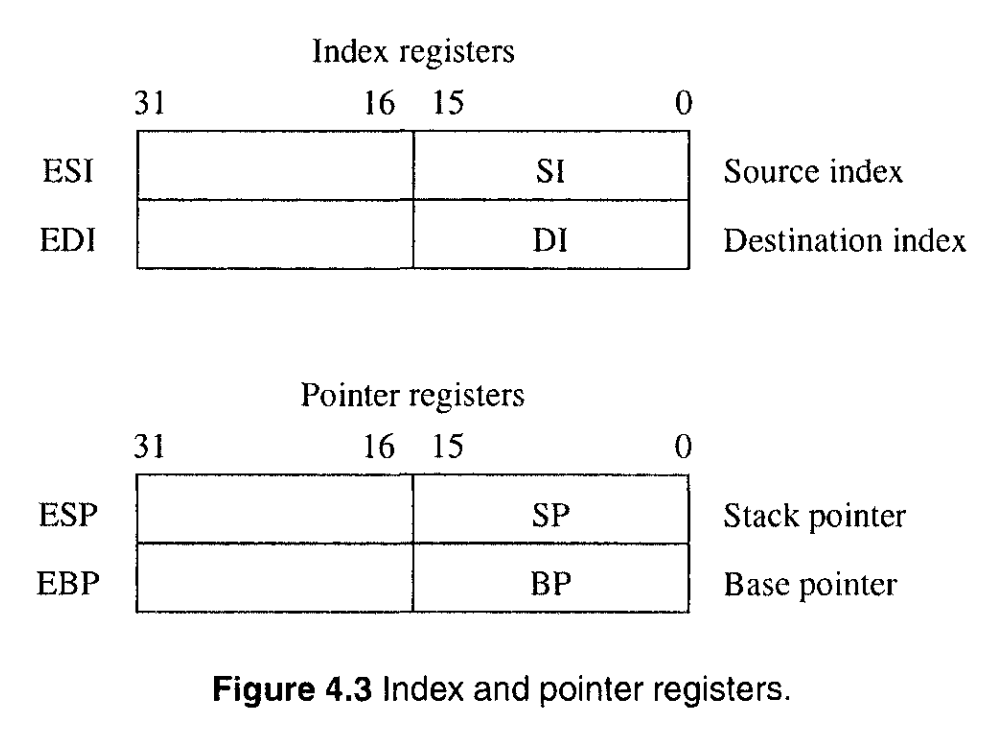 Index registers
31 16 15 0
ESI SI Source index
EDI DI Destination index
Pointer registers
31 16 15 0
ESP SP Stack pointer
EBP BP Base pointer
Figure 4.3 Index and pointer registers.